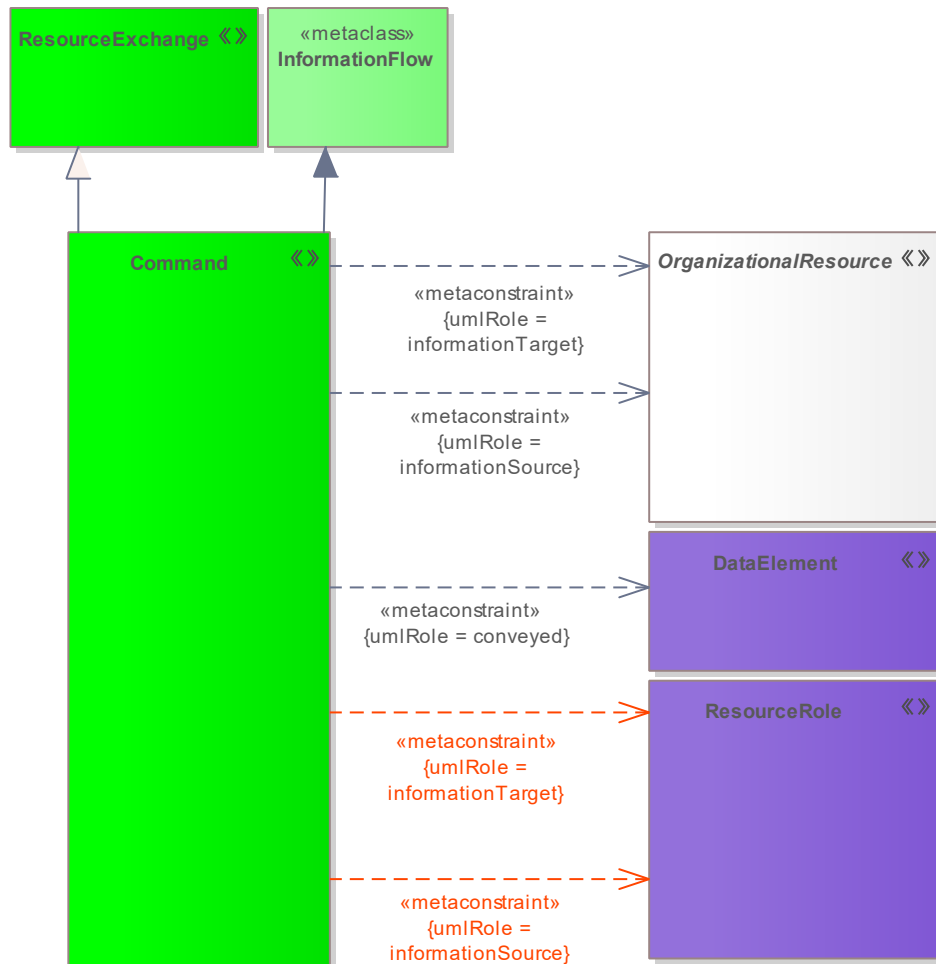 ResourceExchange «»
«metaclass»
InformationFlow
Command «»
OrganizationalResource «»
«metaconstraint»
{umlRole =
informationTarget}
«metaconstraint»
{umlRole =
informationSource}
DataElement «»
«metaconstraint»
{umlRole = conveyed}
ResourceRole «»
«metaconstraint»
{umlRole =
informationTarget}
«metaconstraint»
{umlRole =
informationSource}